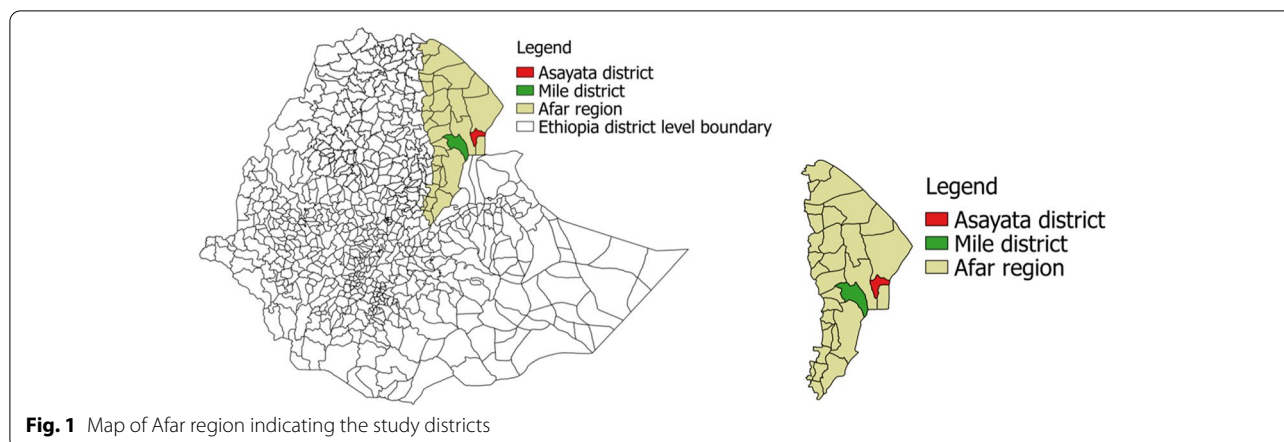 Legend
Asayata district
Mile district
Afar region
Ethiopia district level boundary
Legend
Asayata district
Mile district
Afar region
Fig. 1 Map of Afar region indicating the study districts